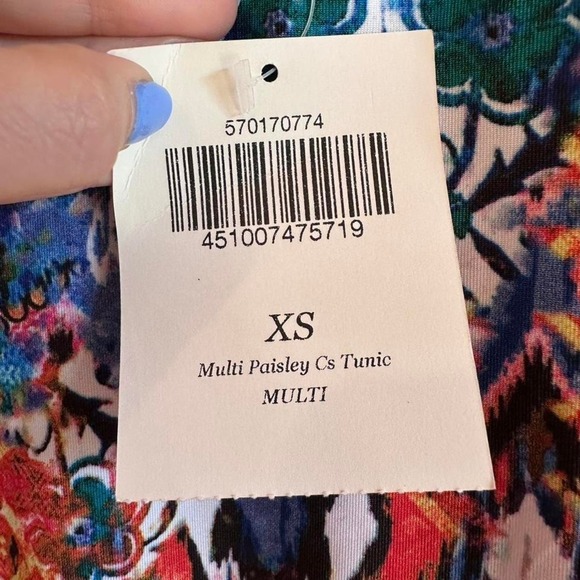 570170774
451007475719
XS
Multi Paisley Cs Tunic
MULTI